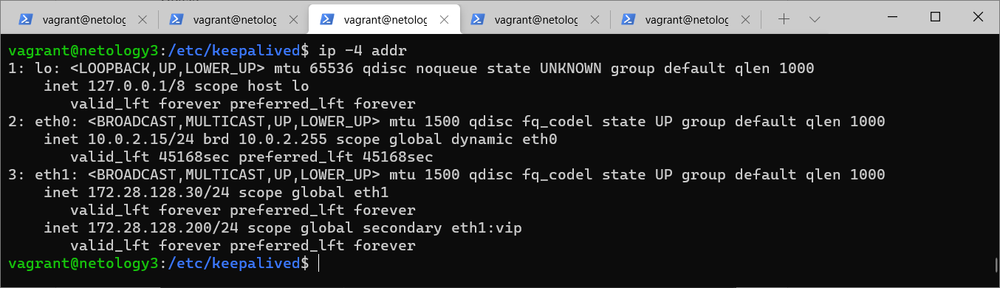 vagrant@netolog
vagrant@netolog
vagrant@netolog
vagrant@netolog
vagrant@netolog
vagrant@netology3:/etc/keepalived$ ip -4 addr
1: lo: <LOOPBACK,UP,LOWER_UP> mtu 65536 qdisc noqueue state UNKNOWN group default qlen 1000
    inet 127.0.0.1/8 scope host lo
       valid_lft forever preferred_lft forever
2: eth0: <BROADCAST,MULTICAST,UP,LOWER_UP> mtu 1500 qdisc fq_codel state UP group default qlen 1000
    inet 10.0.2.15/24 brd 10.0.2.255 scope global dynamic eth0
       valid_lft 45168sec preferred_lft 45168sec
3: eth1: <BROADCAST,MULTICAST,UP,LOWER_UP> mtu 1500 qdisc fq_codel state UP group default qlen 1000
    inet 172.28.128.30/24 scope global eth1
       valid_lft forever preferred_lft forever
    inet 172.28.128.200/24 scope global secondary eth1:vip
       valid_lft forever preferred_lft forever
vagrant@netology3:/etc/keepalived$